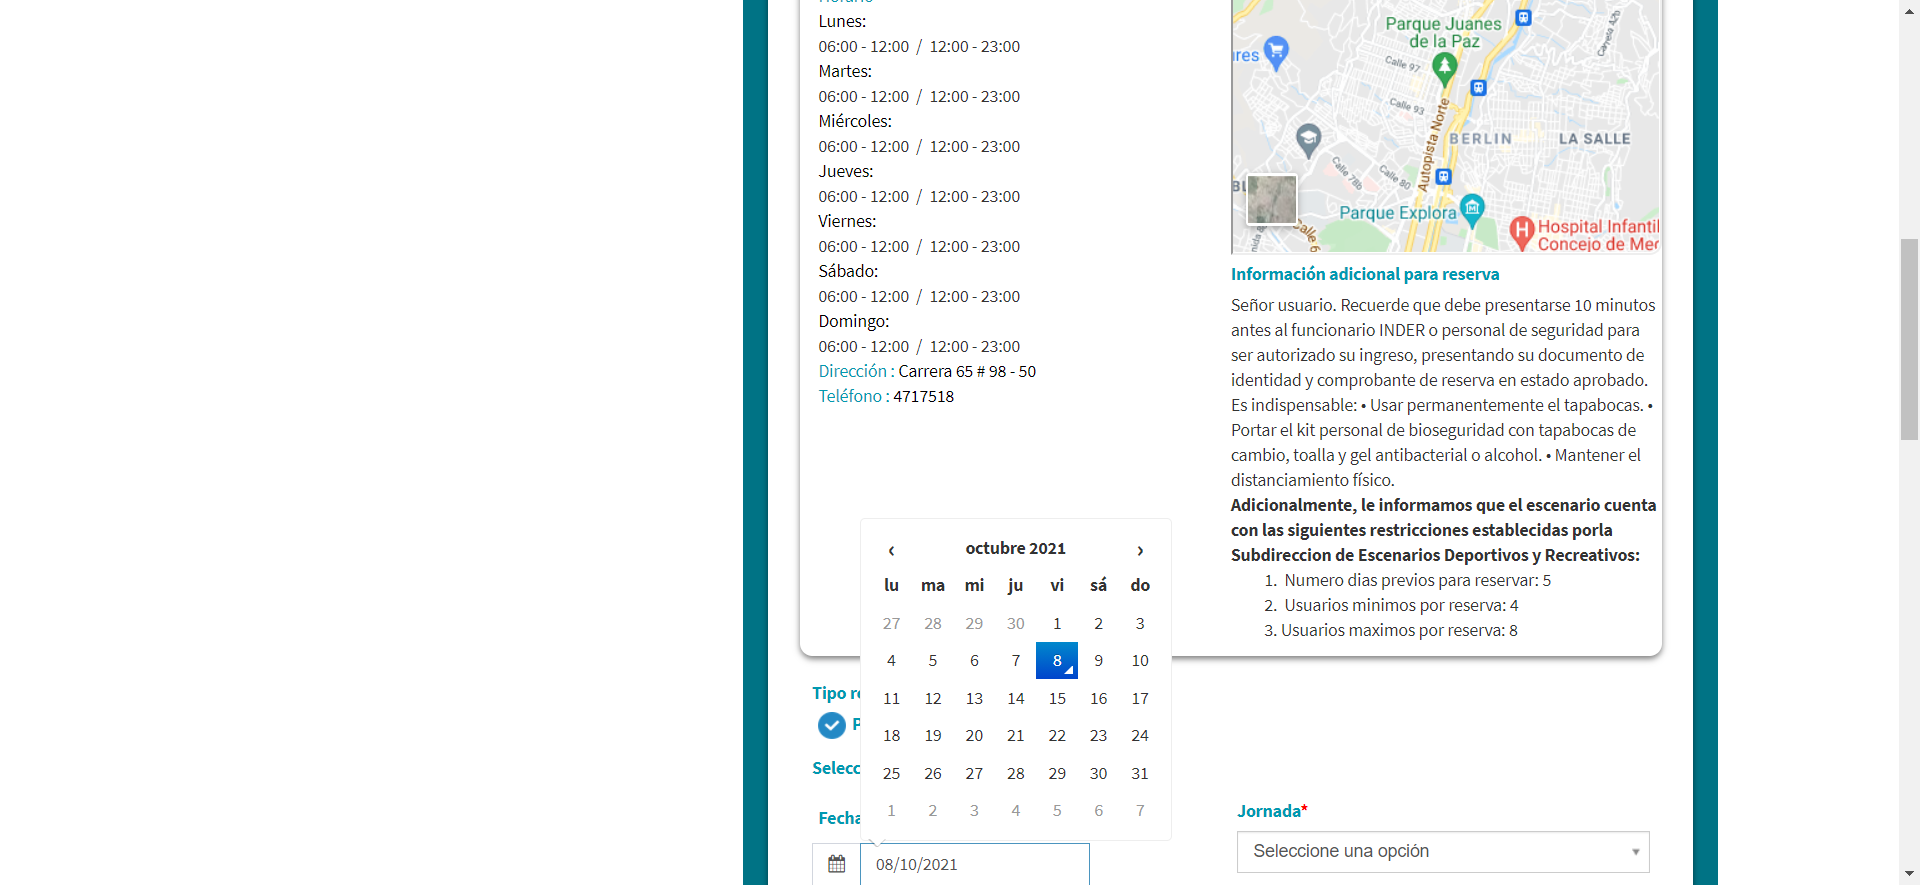 Horario
Lunes:
06:00 - 12:00 / 12:00 - 23:00
Martes:
06:00 - 12:00 / 12:00 - 23:00
Miércoles:
06:00 - 12:00 / 12:00 - 23:00
Jueves:
06:00 - 12:00 / 12:00 - 23:00
Viernes:
06:00 - 12:00 / 12:00 - 23:00
Sábado:
06:00 - 12:00 / 12:00 - 23:00
Domingo:
06:00 - 12:00 / 12:00 - 23:00
Dirección : Carrera 65 # 98 - 50
Teléfono : 4717518
Parque Juanes
de la Paz
Carrera 42b
ures
Calle 97
Calle 93
Autopista Norte
BERLIN
LA SALLE
Calle 78b
Calle 80
BL
Parque Explora
Hospital Infantil
Concejo de Mer
Calle 6
Información adicional para reserva
Señor usuario. Recuerde que debe presentarse 10 minutos
antes al funcionario INDER o personal de seguridad para
ser autorizado su ingreso, presentando su documento de
identidad y comprobante de reserva en estado aprobado.
Es indispensable: • Usar permanentemente el tapabocas. •
Portar el kit personal de bioseguridad con tapabocas de
cambio, toalla y gel antibacterial o alcohol. • Mantener el
distanciamiento físico.
Adicionalmente, le informamos que el escenario cuenta
con las siguientes restricciones establecidas porla
Subdireccion de Escenarios Deportivos y Recreativos:
1. Numero dias previos para reservar: 5
2. Usuarios minimos por reserva: 4
3. Usuarios maximos por reserva: 8
‹ octubre 2021 ›
lu ma mi ju vi sá do
27 28 29 30 1 2 3
4 5 6 7 8 9 10
11 12 13 14 15 16 17
18 19 20 21 22 23 24
25 26 27 28 29 30 31
1 2 3 4 5 6 7
Tipo re
P
Selecc
Fecha
08/10/2021
Jornada*
Seleccione una opción